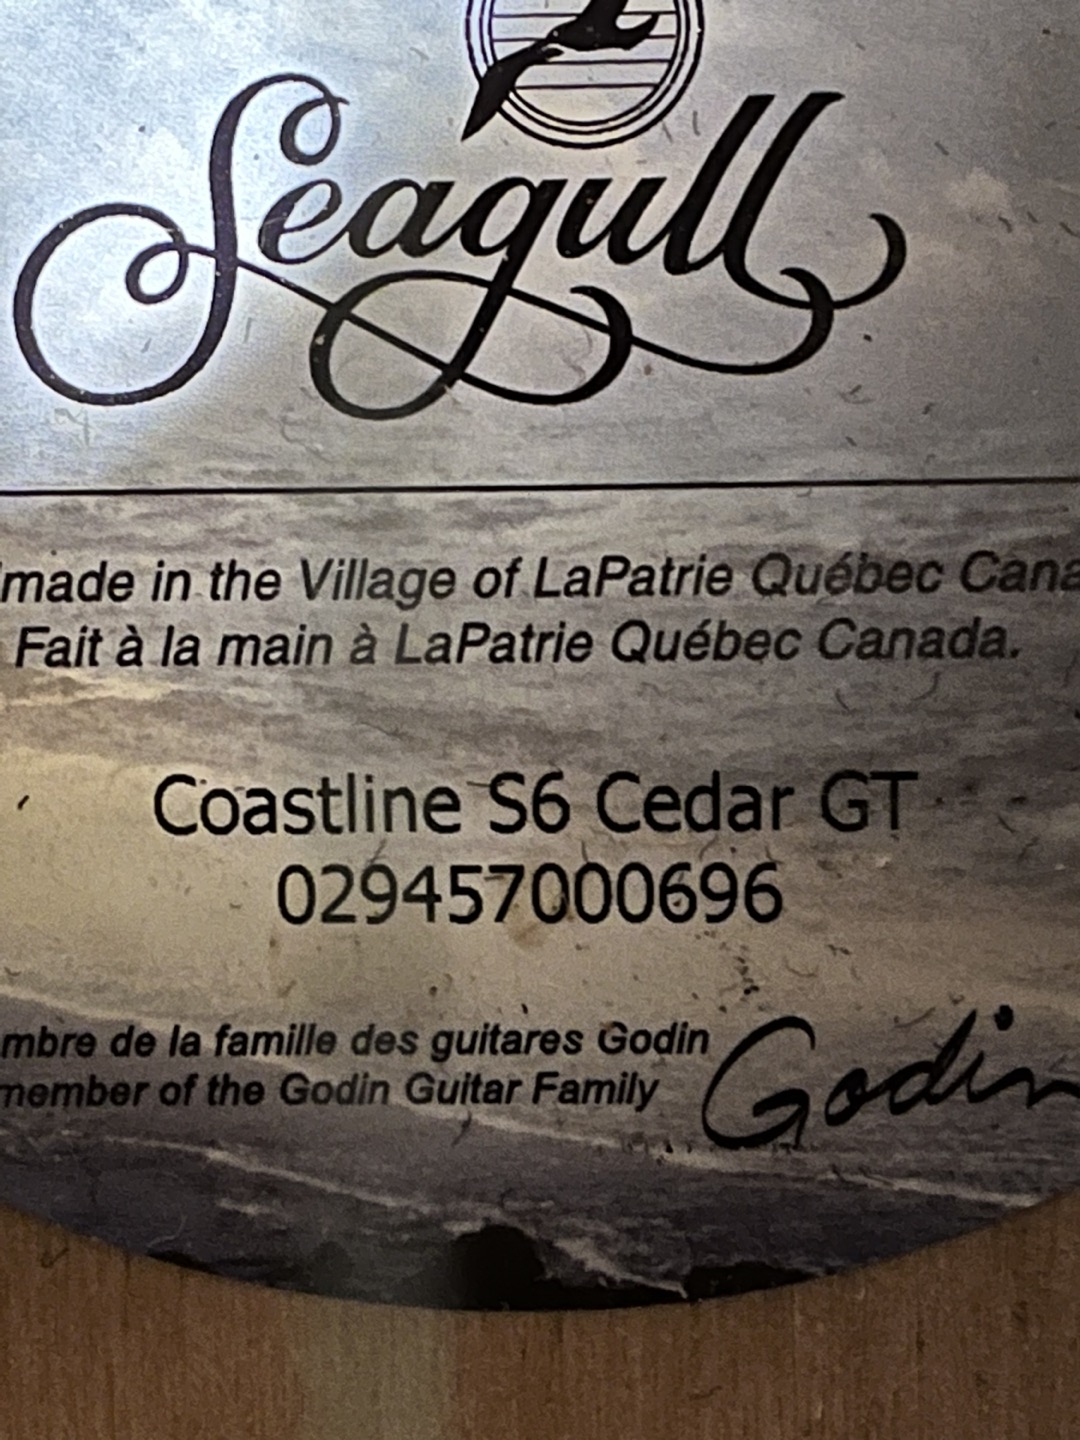 Seagull
made in the Village of LaPatrie Québec Cana
Fait à la main à LaPatrie Québec Canada.
Coastline S6 Cedar GT
029457000696
mbre de la famille des guitares Godin
member of the Godin Guitar Family
Godin